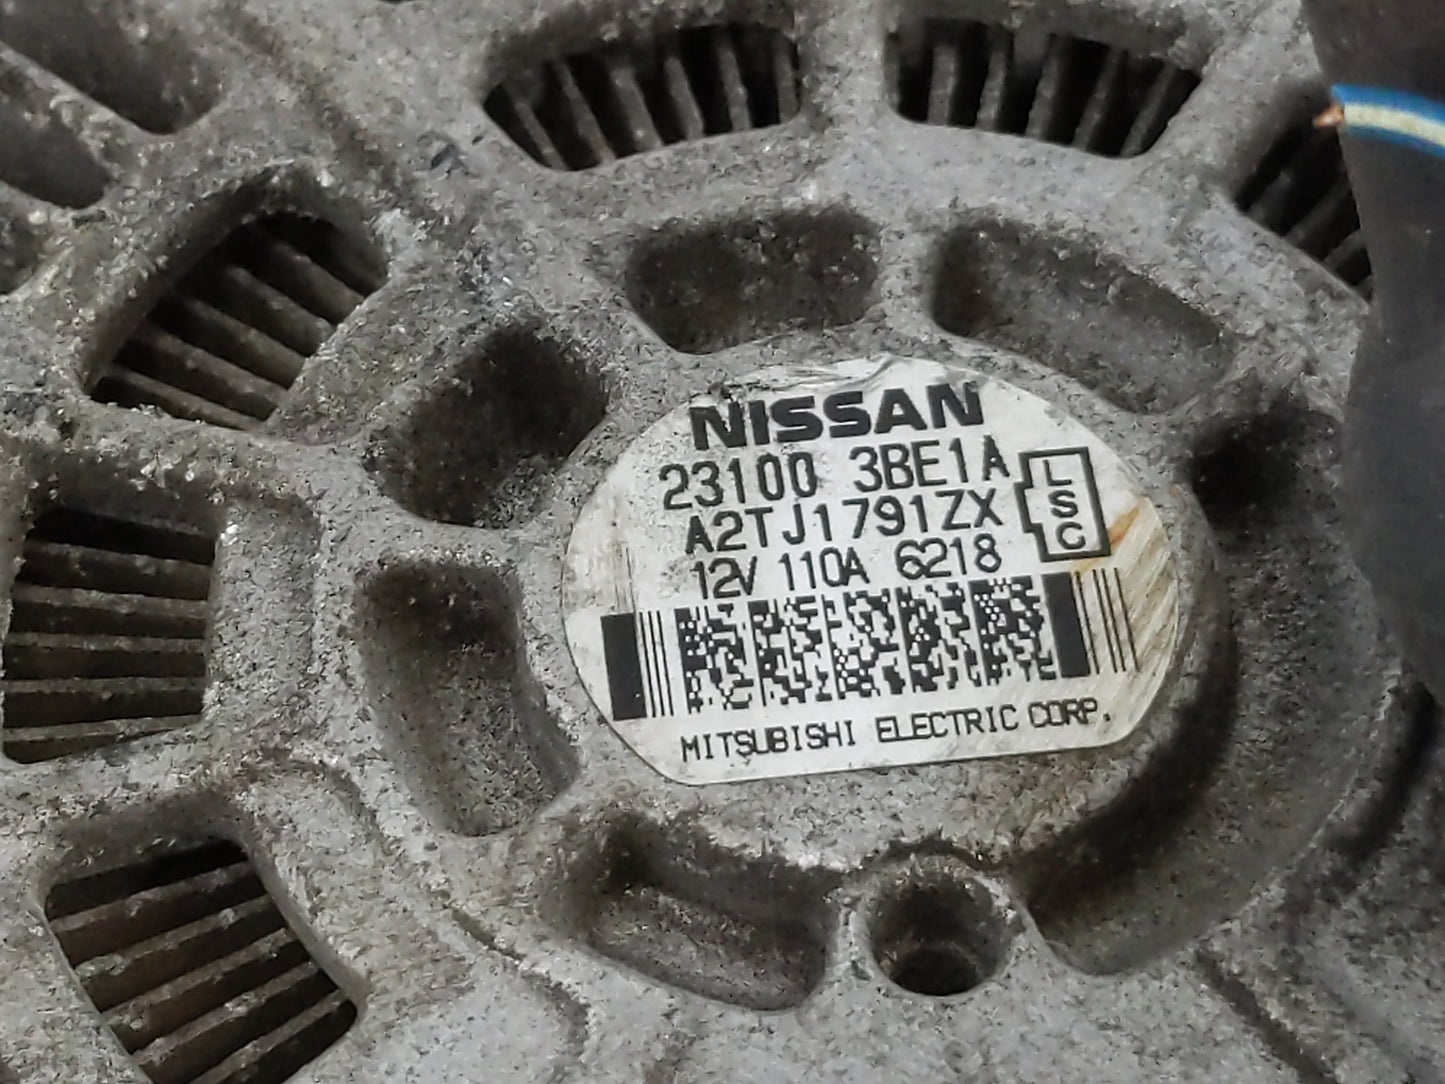 NISSAN
23100 3BE1A
A2TJ1791ZX
LSC
12V 110A 6218
MITSUBISHI ELECTRIC CORP.